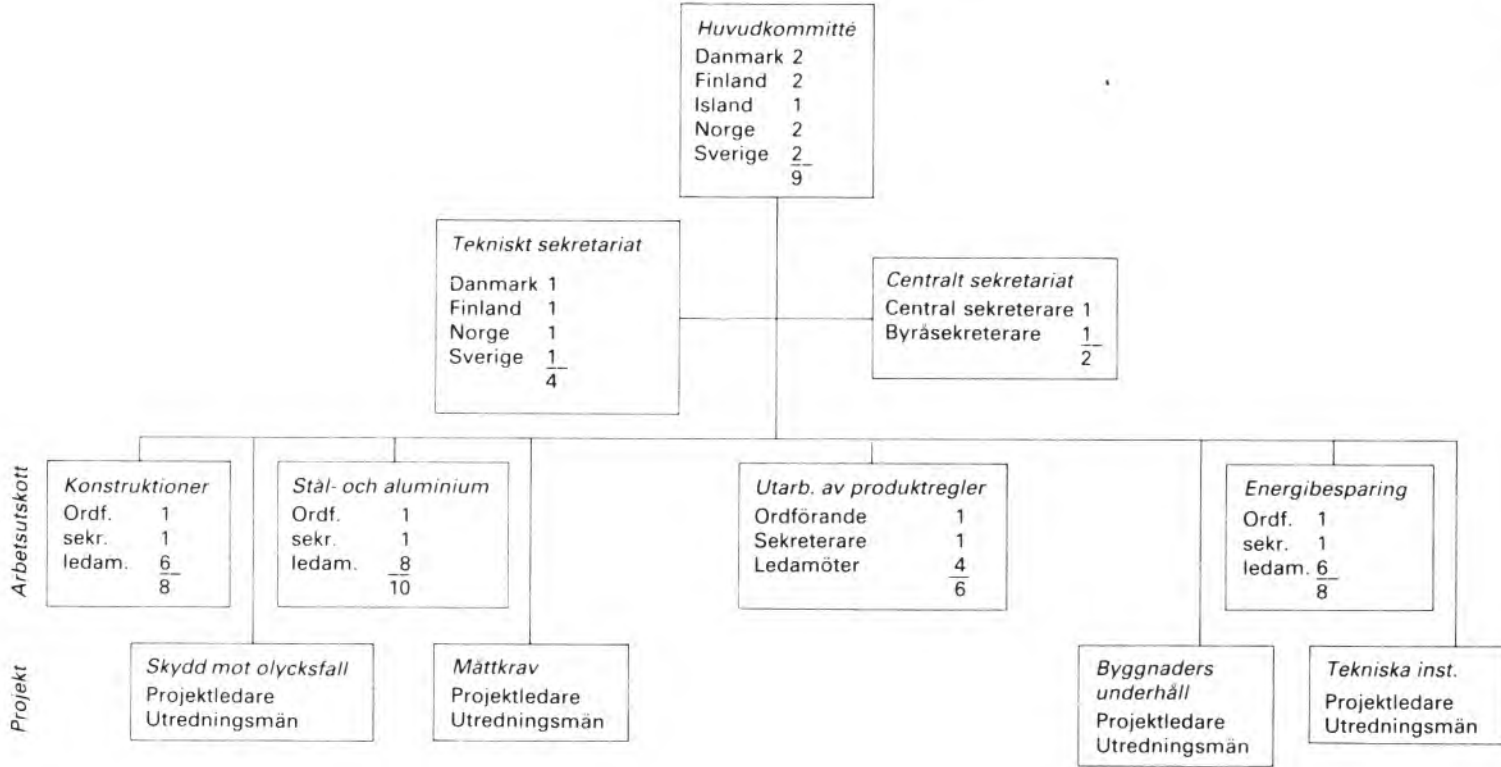 Huvudkommitté
Danmark 2
Finland 2
Island 1
Norge 2
Sverige 2
9
Tekniskt sekretariat
Danmark 1
Finland 1
Norge 1
Sverige 1
4
Centralt sekretariat
Central sekreterare 1
Byråsekreterare 1
2
Arbetsutskott
Konstruktioner
Ordf. 1
sekr. 1
ledam. 6
8
Stål- och aluminium
Ordf. 1
sekr. 1
ledam. 8
10
Utarb. av produktregler
Ordförande 1
Sekreterare 1
Ledamöter 4
6
Energibesparing
Ordf. 1
sekr. 1
ledam. 6
8
Projekt
Skydd mot olycksfall
Projektledare
Utredningsmän
Måttkrav
Projektledare
Utredningsmän
Byggnaders
underhåll
Projektledare
Utredningsmän
Tekniska inst.
Projektledare
Utredningsmän